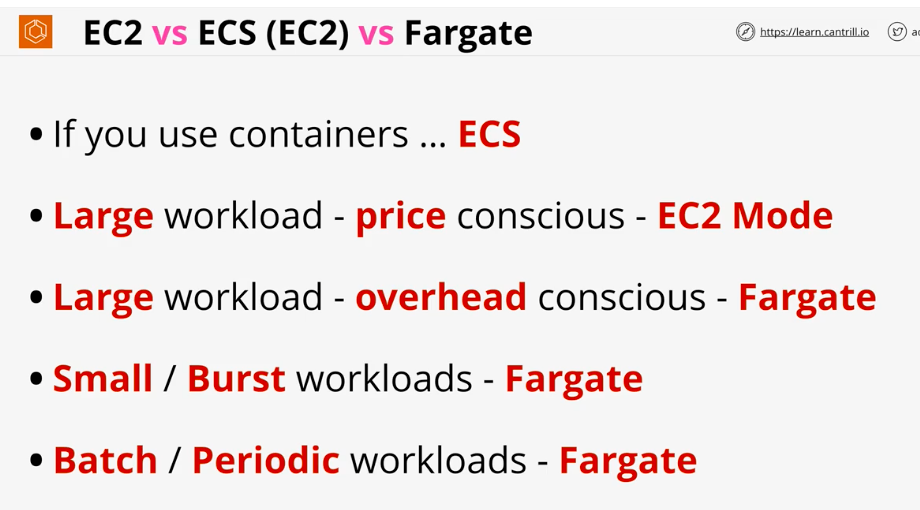 EC2 vs ECS (EC2) vs Fargate
https://learn.cantrill.io
• If you use containers ... ECS
• Large workload - price conscious - EC2 Mode
• Large workload - overhead conscious - Fargate
• Small / Burst workloads - Fargate
• Batch / Periodic workloads - Fargate